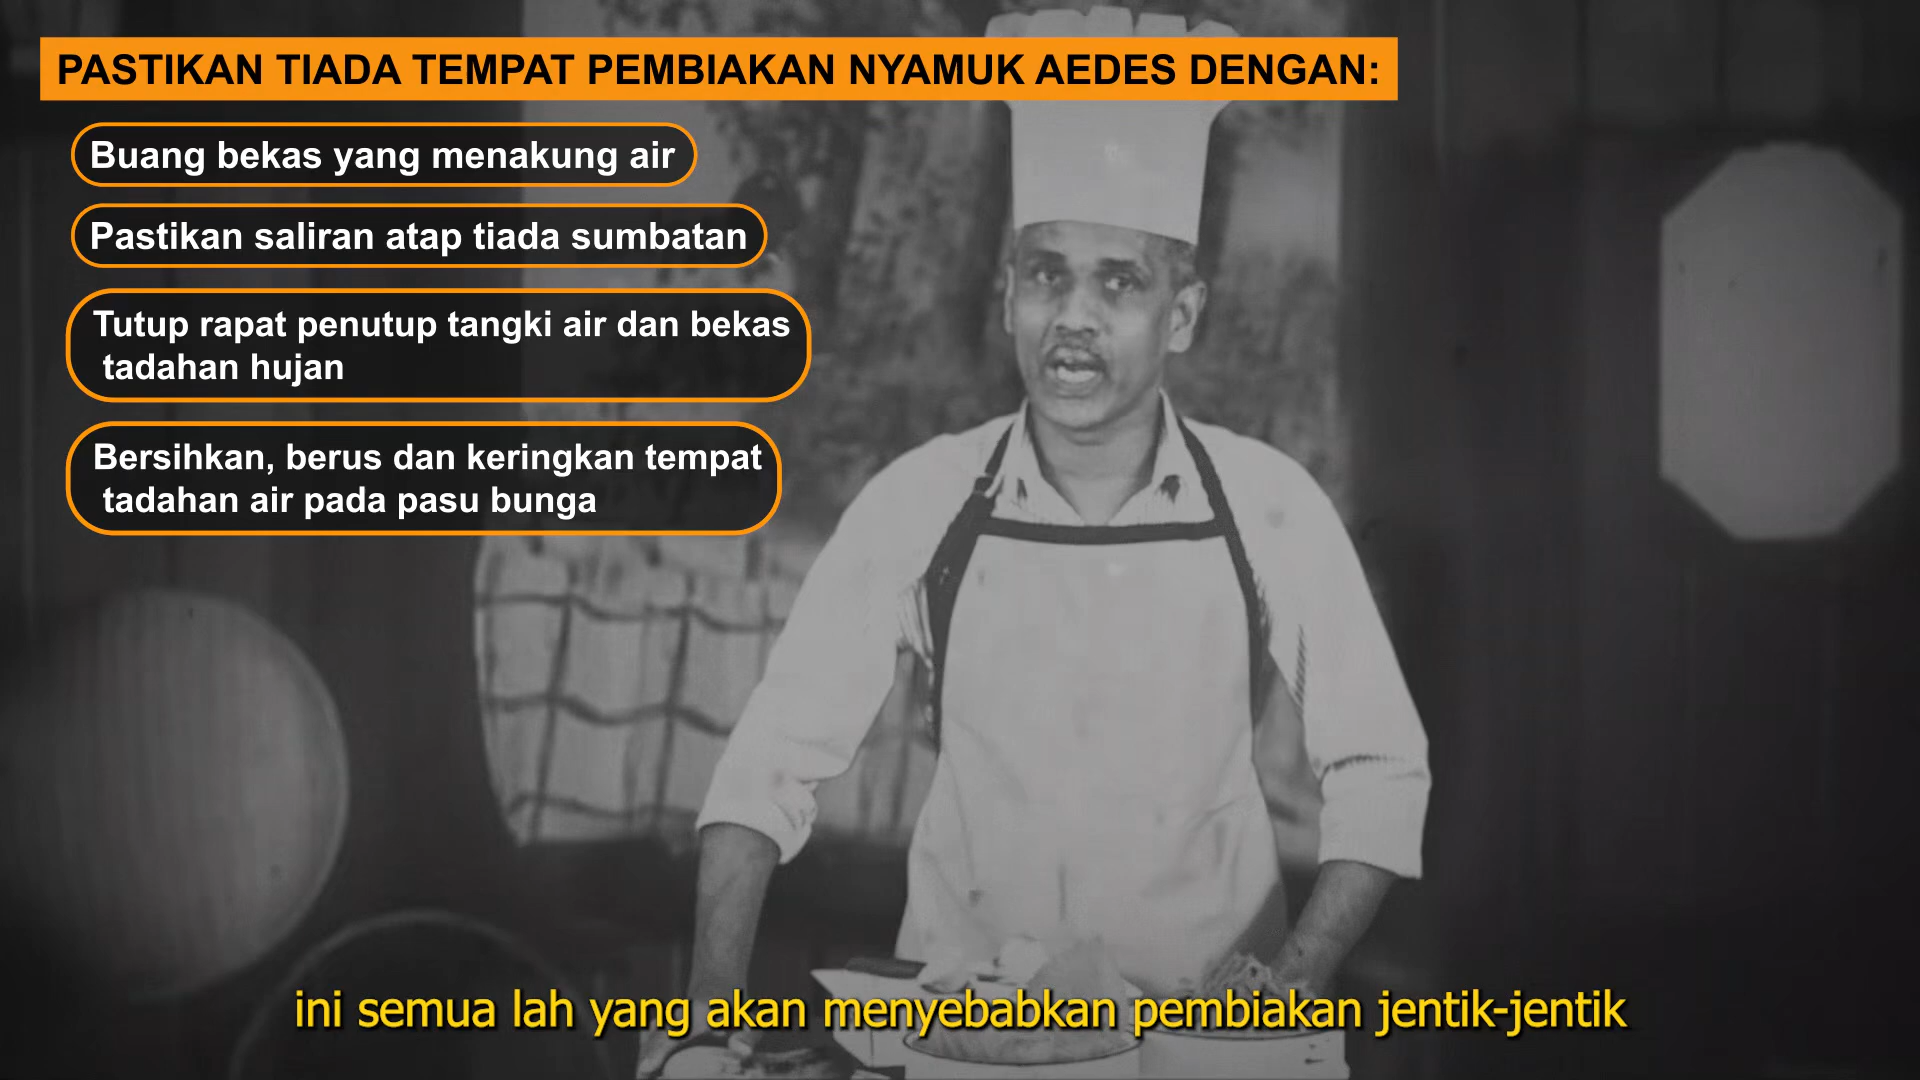 PASTIKAN TIADA TEMPAT PEMBIAKAN NYAMUK AEDES DENGAN:
Buang bekas yang menakung air
Pastikan saliran atap tiada sumbatan
Tutup rapat penutup tangki air dan bekas
tadahan hujan
Bersihkan, berus dan keringkan tempat
tadahan air pada pasu bunga
ini semua lah yang akan menyebabkan pembiakan jentik-jentik